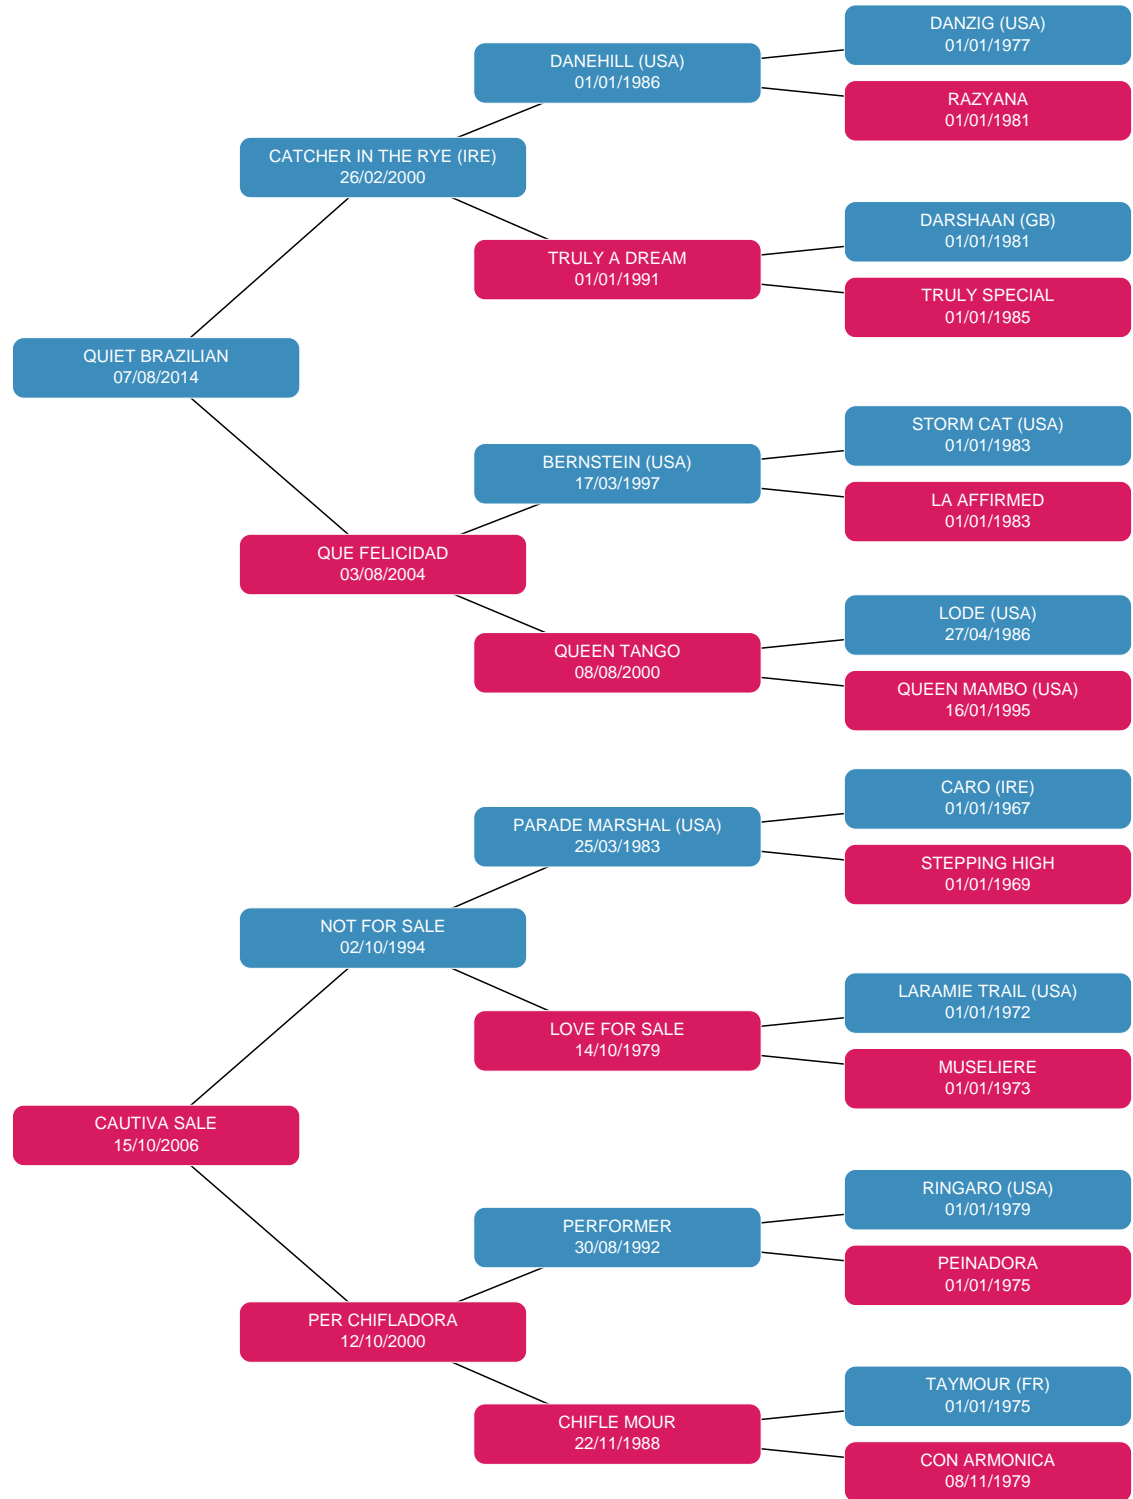 DANZIG (USA)
01/01/1977
DANEHILL (USA)
01/01/1986
RAZYANA
01/01/1981
CATCHER IN THE RYE (IRE)
26/02/2000
DARSHAAN (GB)
01/01/1981
TRULY A DREAM
01/01/1991
TRULY SPECIAL
01/01/1985
QUIET BRAZILIAN
07/08/2014
STORM CAT (USA)
01/01/1983
BERNSTEIN (USA)
17/03/1997
LA AFFIRMED
01/01/1983
QUE FELICIDAD
03/08/2004
LODE (USA)
27/04/1986
QUEEN TANGO
08/08/2000
QUEEN MAMBO (USA)
16/01/1995
CARO (IRE)
01/01/1967
PARADE MARSHAL (USA)
25/03/1983
STEPPING HIGH
01/01/1969
NOT FOR SALE
02/10/1994
LARAMIE TRAIL (USA)
01/01/1972
LOVE FOR SALE
14/10/1979
MUSELIERE
01/01/1973
CAUTIVA SALE
15/10/2006
RINGARO (USA)
01/01/1979
PERFORMER
30/08/1992
PEINADORA
01/01/1975
PER CHIFLADORA
12/10/2000
TAYMOUR (FR)
01/01/1975
CHIFLE MOUR
22/11/1988
CON ARMONICA
08/11/1979